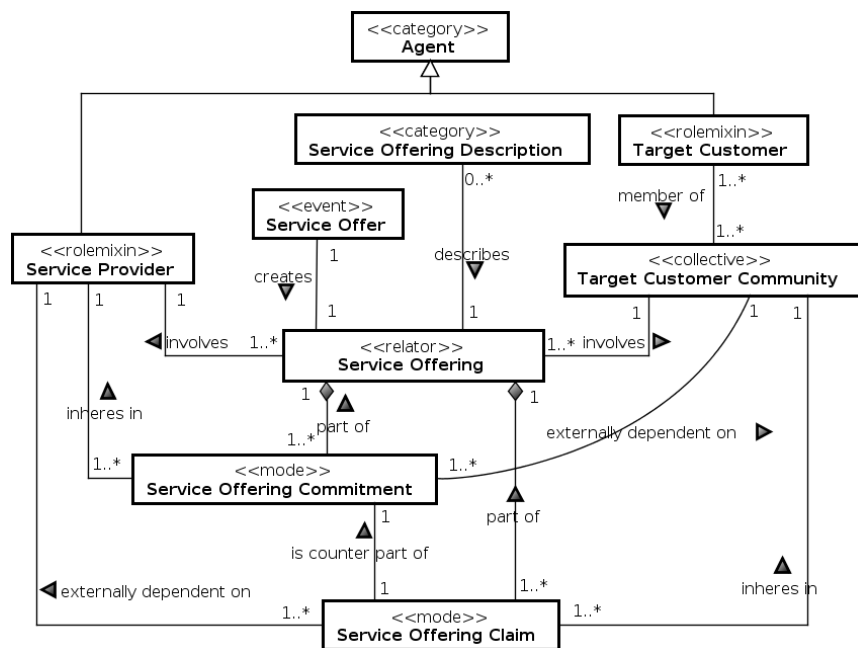 <<category>>
Agent
<<category>>
Service Offering Description
<<rolemixin>>
Target Customer
0..*
1..*
member of
<<event>>
Service Offer
<<rolemixin>>
Service Provider
1..*
<<collective>>
Target Customer Community
1
describes
creates
1
1
1
1
1
1
1
1
involves
1..*
<<relator>>
Service Offering
1..*
involves
1
1
inheres in
part of
1..*
externally dependent on
1..*
<<mode>>
Service Offering Commitment
1..*
1
part of
is counter part of
externally dependent on
1
1..*
inheres in
1..*
<<mode>>
Service Offering Claim
1..*